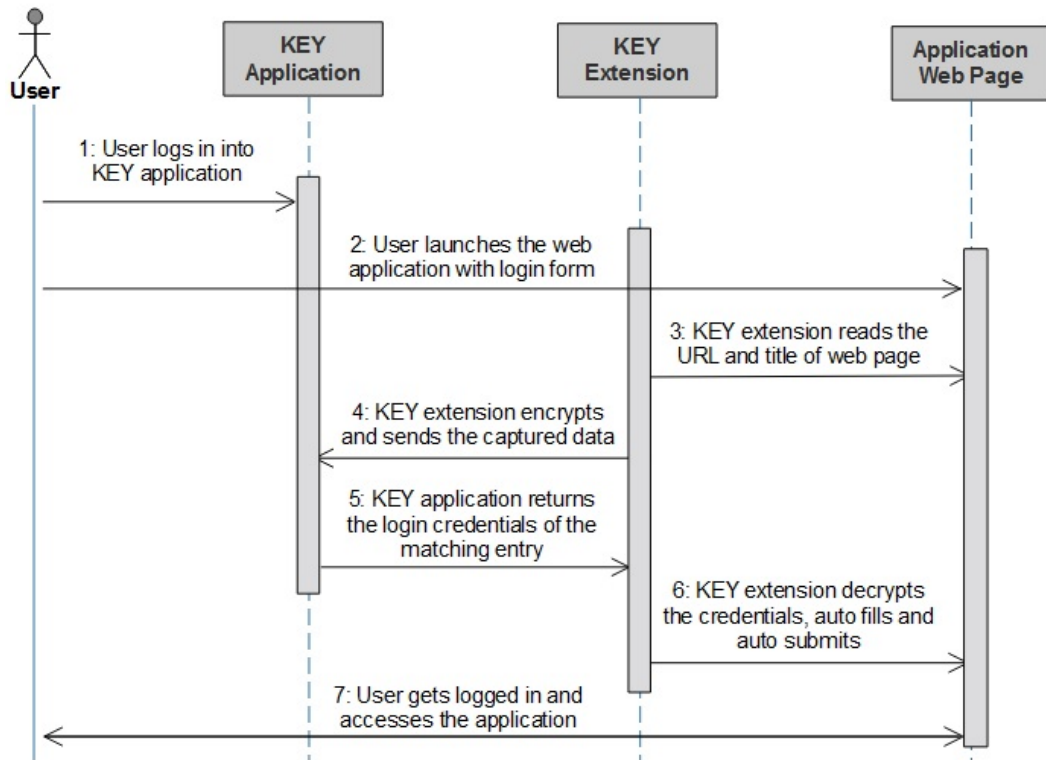 User
KEY
Application
KEY
Extension
Application
Web Page
1: User logs in into
KEY application
2: User launches the web
application with login form
3: KEY extension reads the
URL and title of web page
4: KEY extension encrypts
and sends the captured data
5: KEY application returns
the login credentials of the
matching entry
6: KEY extension decrypts
the credentials, auto fills and
auto submits
7: User gets logged in and
accesses the application